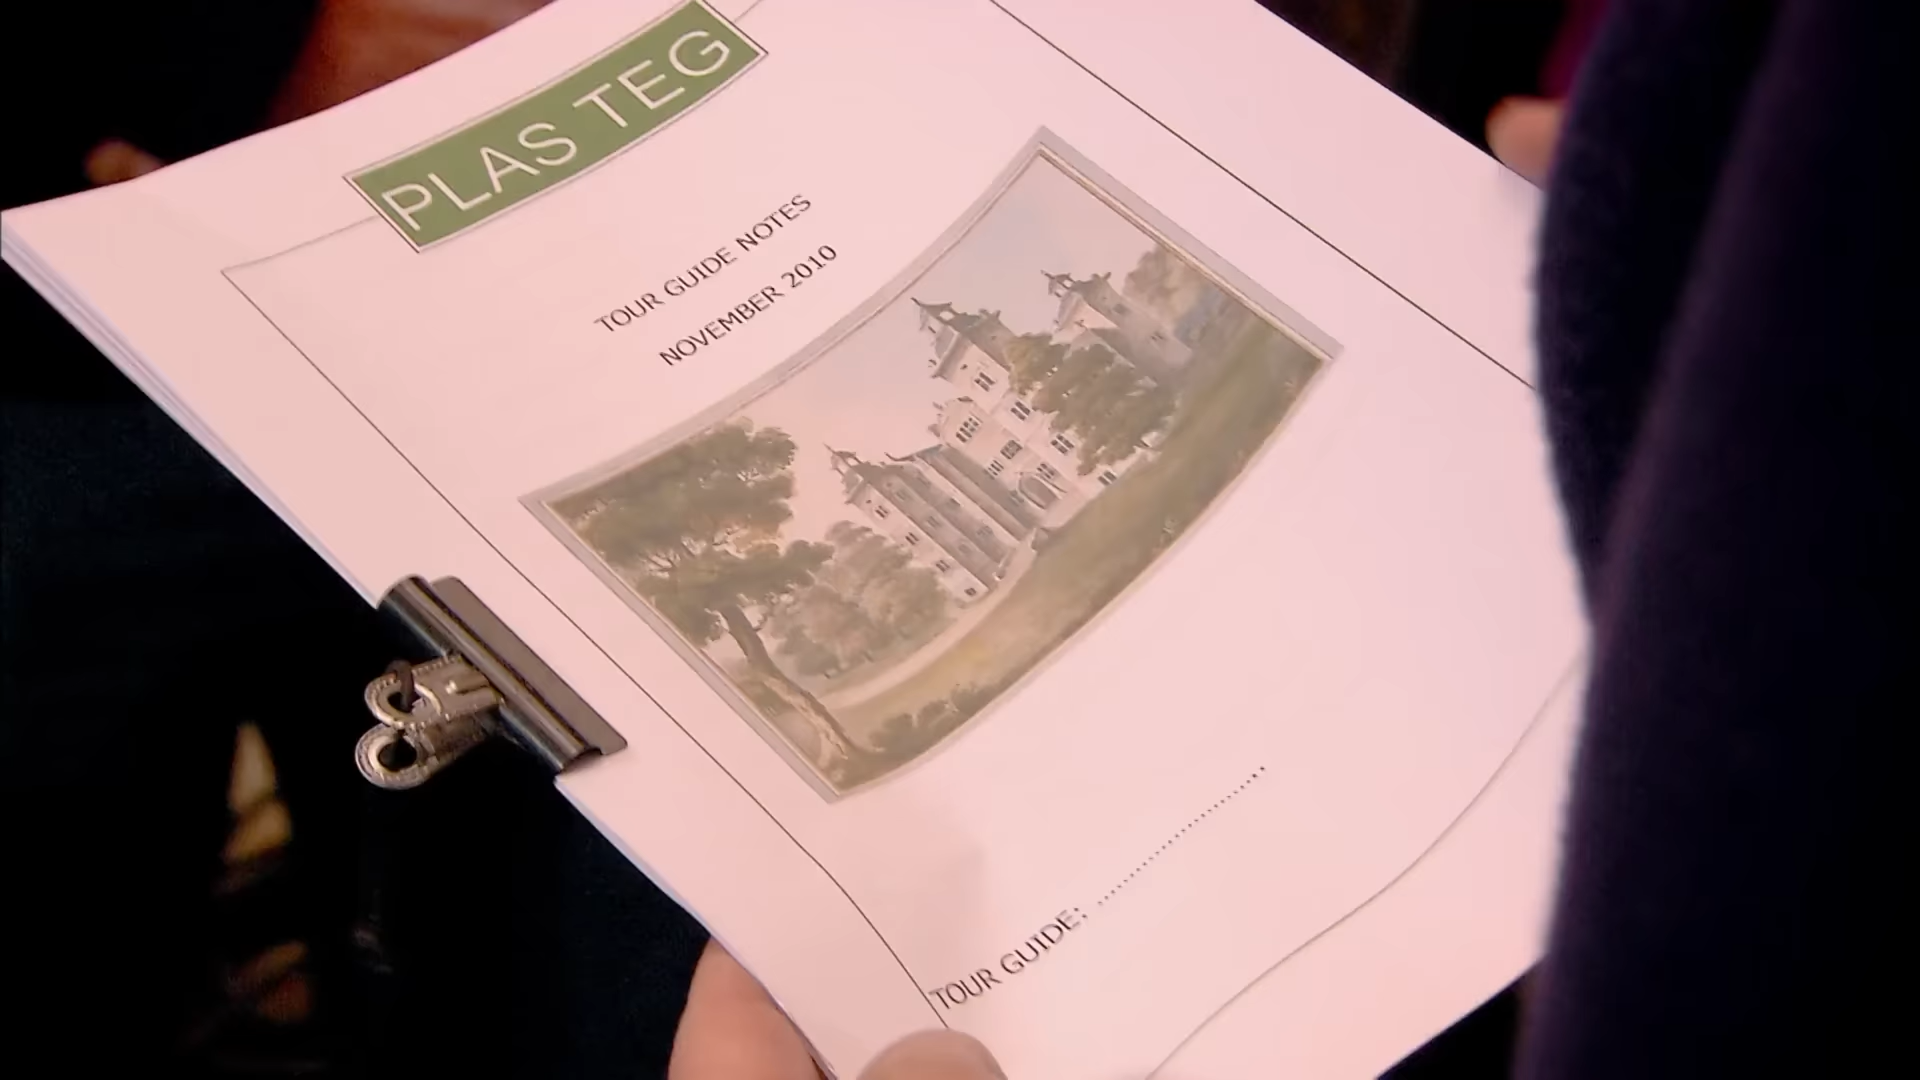 PLAS TEG
TOUR GUIDE NOTES
NOVEMBER 2010
TOUR GUIDE: ..............................